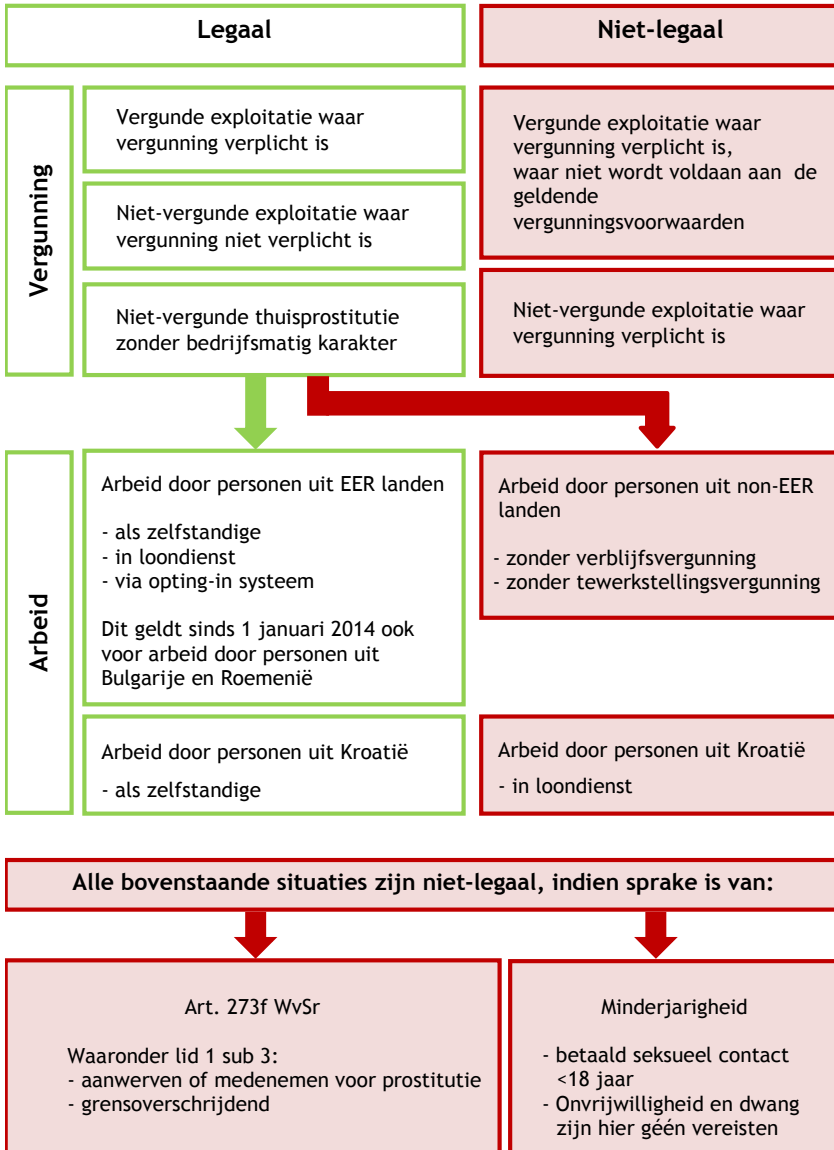 Legaal
Niet-legaal
Vergunning
Vergunde exploitatie waar
vergunning verplicht is
Niet-vergunde exploitatie waar
vergunning niet verplicht is
Niet-vergunde thuisprostitutie
zonder bedrijfsmatig karakter
Vergunde exploitatie waar
vergunning verplicht is,
waar niet wordt voldaan aan de
geldende
vergunningsvoorwaarden
Niet-vergunde exploitatie waar
vergunning verplicht is
Arbeid
Arbeid door personen uit EER landen
- als zelfstandige
- in loondienst
- via opting-in systeem
Dit geldt sinds 1 januari 2014 ook
voor arbeid door personen uit
Bulgarije en Roemenië
Arbeid door personen uit non-EER
landen
- zonder verblijfsvergunning
- zonder tewerkstellingsvergunning
Arbeid door personen uit Kroatië
- als zelfstandige
Arbeid door personen uit Kroatië
- in loondienst
Alle bovenstaande situaties zijn niet-legaal, indien sprake is van:
Art. 273f WvSr
Waaronder lid 1 sub 3:
- aanwerven of medenemen voor prostitutie
- grensoverschrijdend
Minderjarigheid
- betaald seksueel contact
<18 jaar
- Onvrijwilligheid en dwang
zijn hier géén vereisten